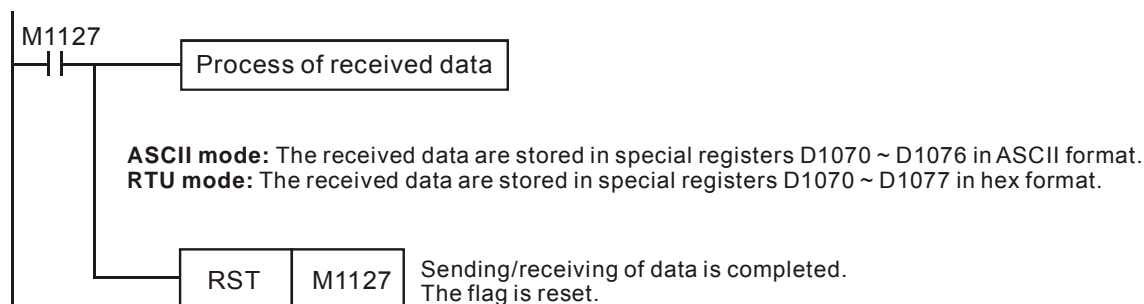 M1127
Process of received data
ASCII mode: The received data are stored in special registers D1070 ~ D1076 in ASCII format.
RTU mode: The received data are stored in special registers D1070 ~ D1077 in hex format.
RST M1127 Sending/receiving of data is completed.
The flag is reset.